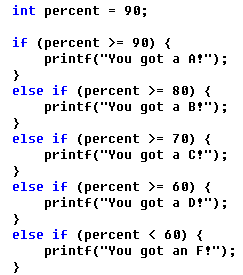 int percent = 90;
if (percent >= 90) {
printf("You got a A!");
}
else if (percent >= 80) {
printf("You got a B!");
}
else if (percent >= 70) {
printf("You got a C!");
}
else if (percent >= 60) {
printf("You got a D!");
}
else if (percent < 60) {
printf("You got an F!");
}